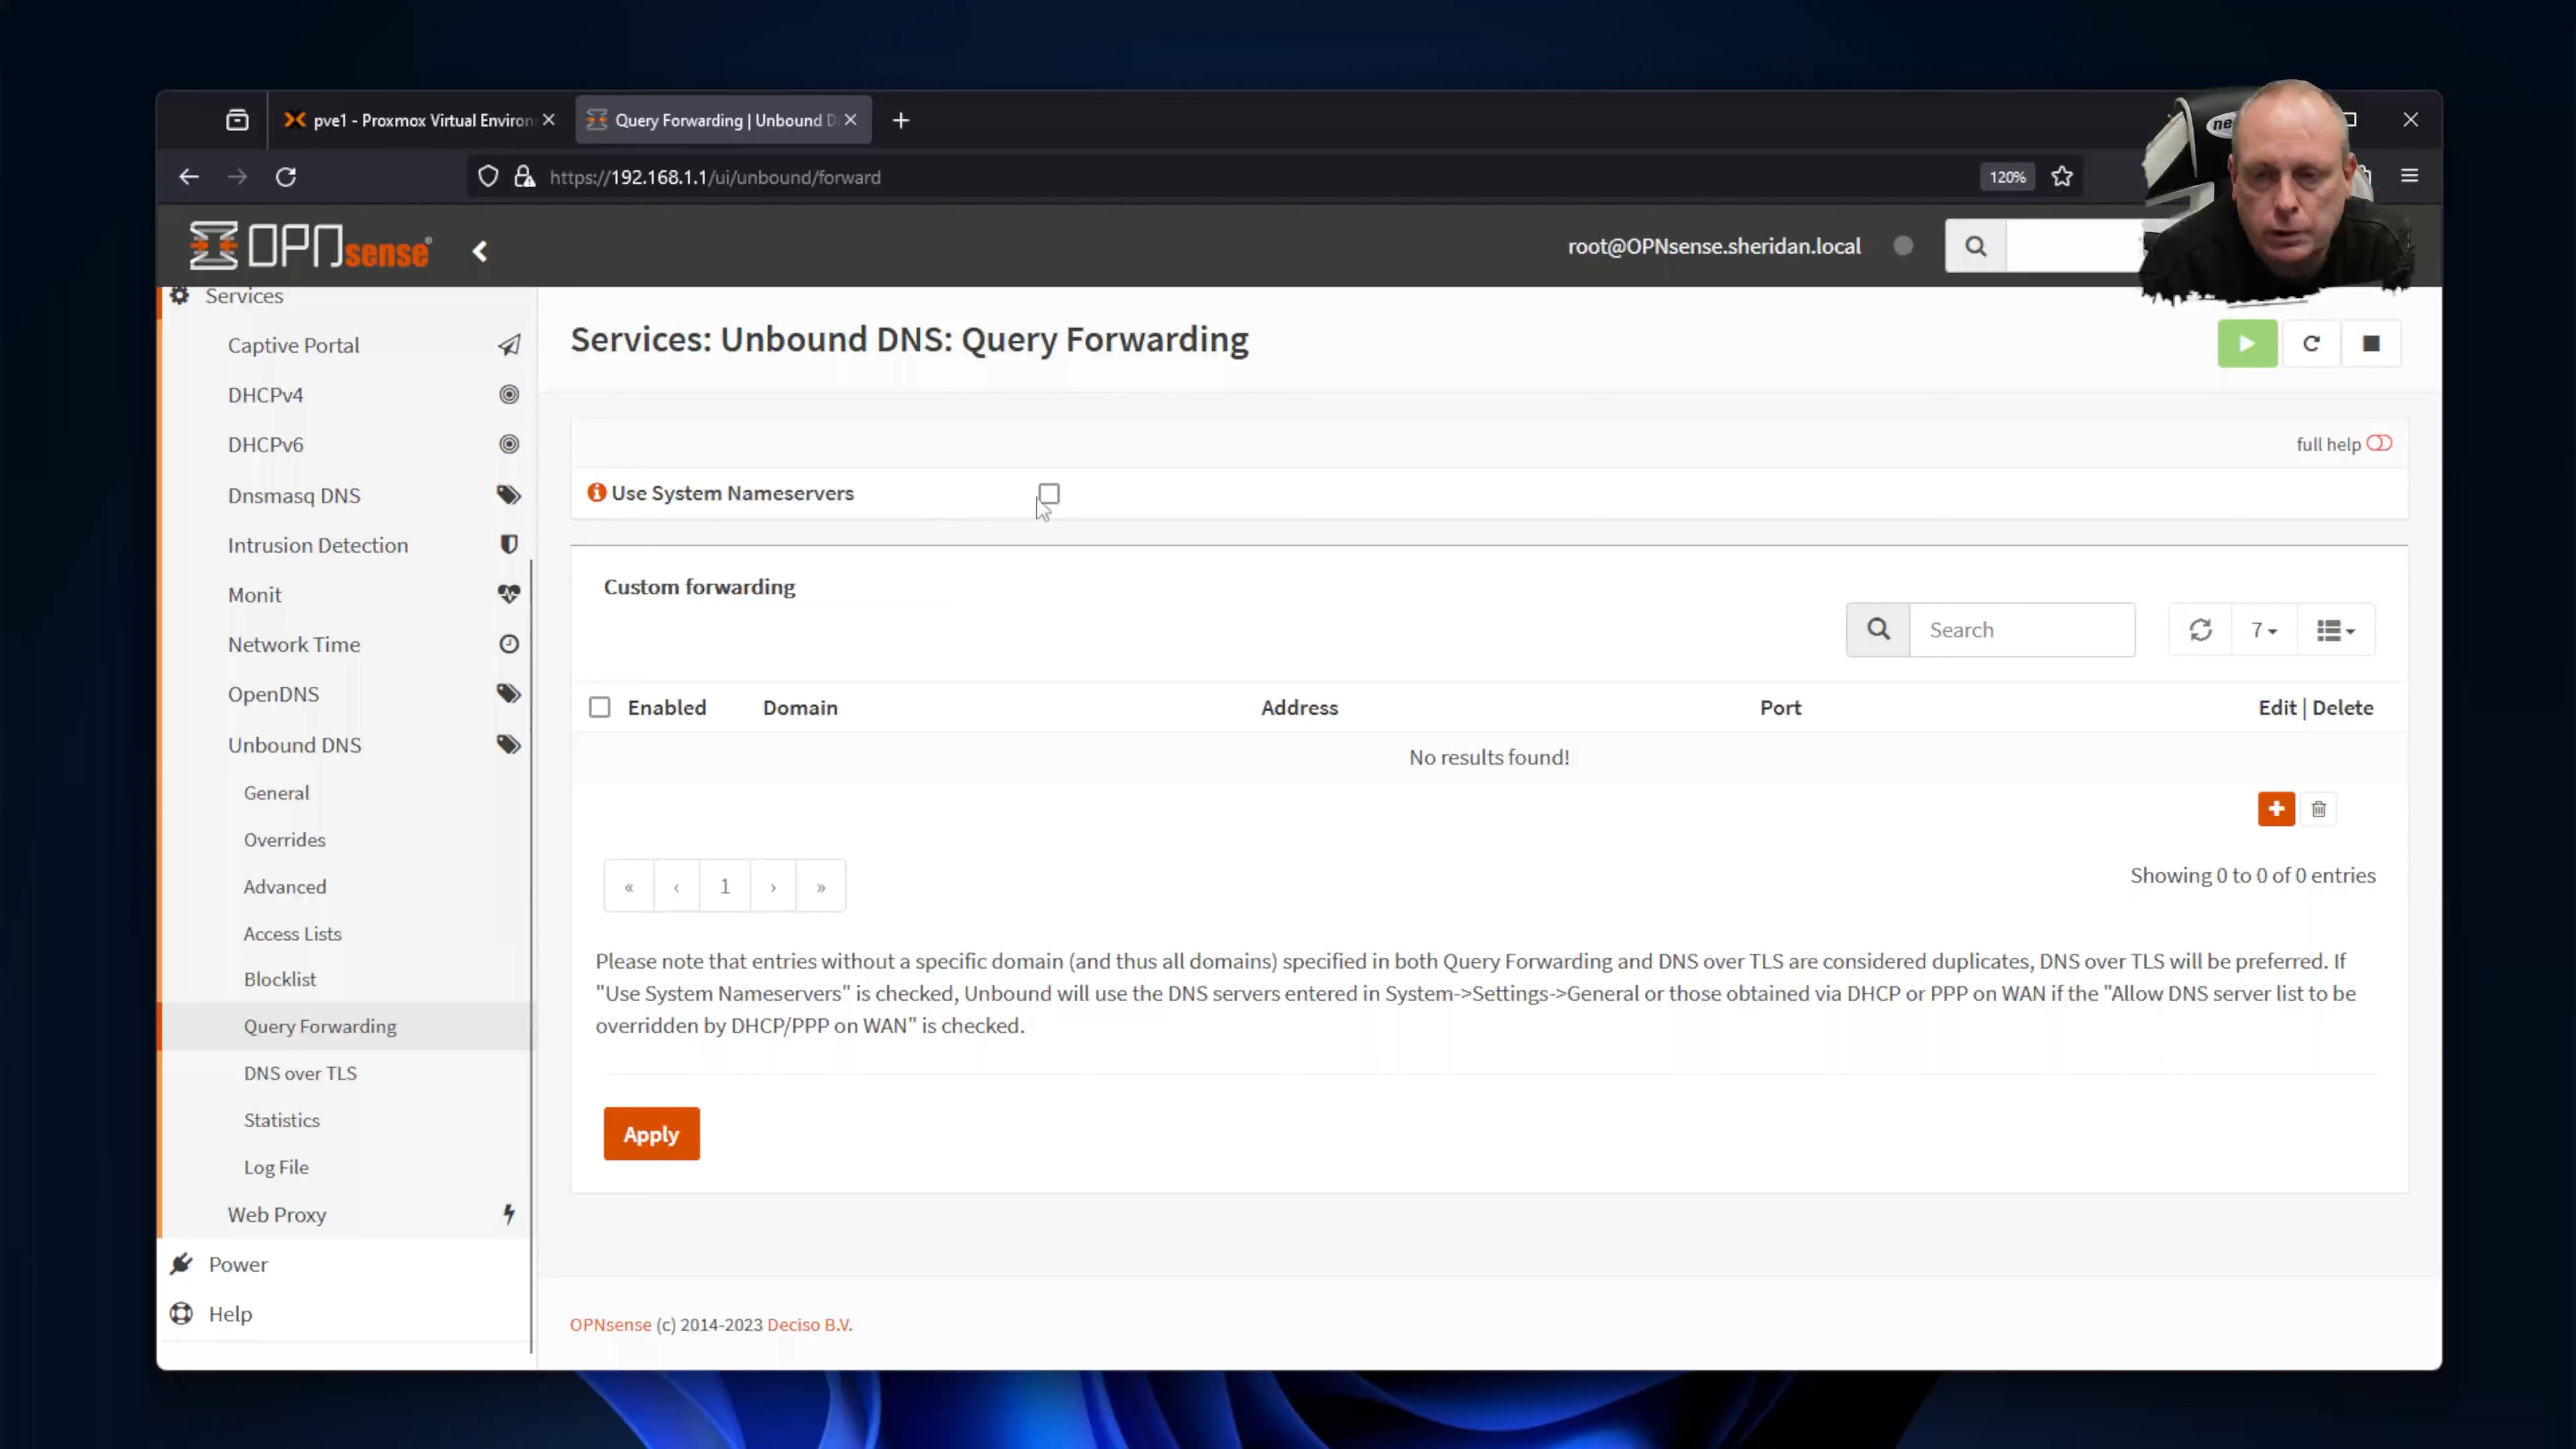 pve1 - Proxmox Virtual Environ
Query Forwarding | Unbound D
https://192.168.1.1/ui/unbound/forward
120%
ne
OPNsense
root@OPNsense.sheridan.local
Services
Captive Portal
DHCPv4
DHCPv6
Dnsmasq DNS
Intrusion Detection
Monit
Network Time
OpenDNS
Unbound DNS
General
Overrides
Advanced
Access Lists
Blocklist
Query Forwarding
DNS over TLS
Statistics
Log File
Web Proxy
Power
Help
Services: Unbound DNS: Query Forwarding
full help
Use System Nameservers
Custom forwarding
Search
7
Enabled Domain Address Port Edit | Delete
No results found!
« ‹ 1 › »
Showing 0 to 0 of 0 entries
Please note that entries without a specific domain (and thus all domains) specified in both Query Forwarding and DNS over TLS are considered duplicates, DNS over TLS will be preferred. If
"Use System Nameservers" is checked, Unbound will use the DNS servers entered in System->Settings->General or those obtained via DHCP or PPP on WAN if the "Allow DNS server list to be
overridden by DHCP/PPP on WAN" is checked.
Apply
OPNsense (c) 2014-2023 Deciso B.V.